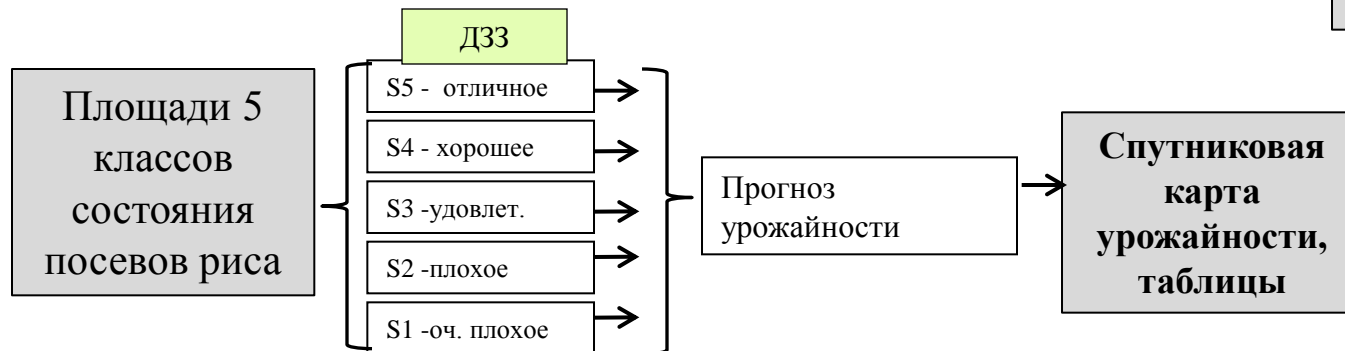 ДЗЗ
Площади 5
классов
состояния
посевов риса
S5 - отличное
S4 - хорошее
S3 -удовлет.
S2 -плохое
S1 -оч. плохое
Прогноз
урожайности
Спутниковая
карта
урожайности,
таблицы